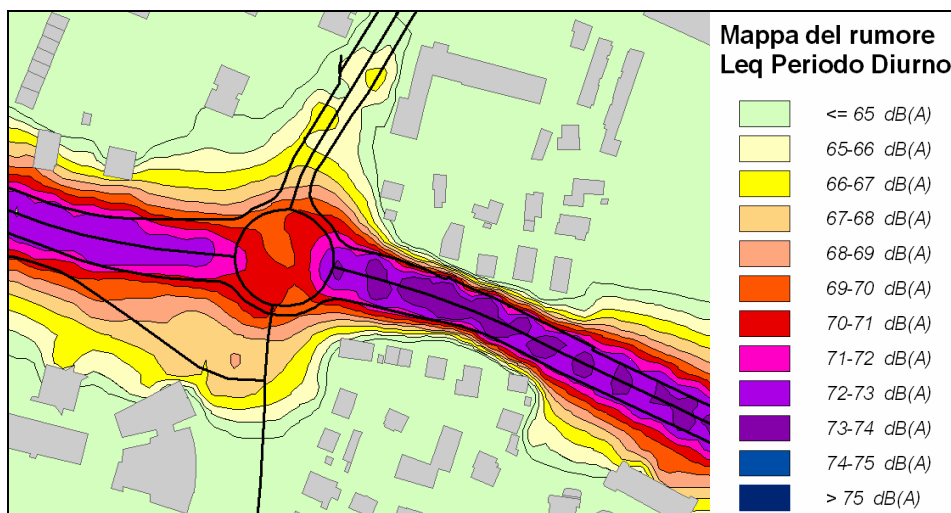 Mappa del rumore
Leq Periodo Diurno
<= 65 dB(A)
65-66 dB(A)
66-67 dB(A)
67-68 dB(A)
68-69 dB(A)
69-70 dB(A)
70-71 dB(A)
71-72 dB(A)
72-73 dB(A)
73-74 dB(A)
74-75 dB(A)
> 75 dB(A)